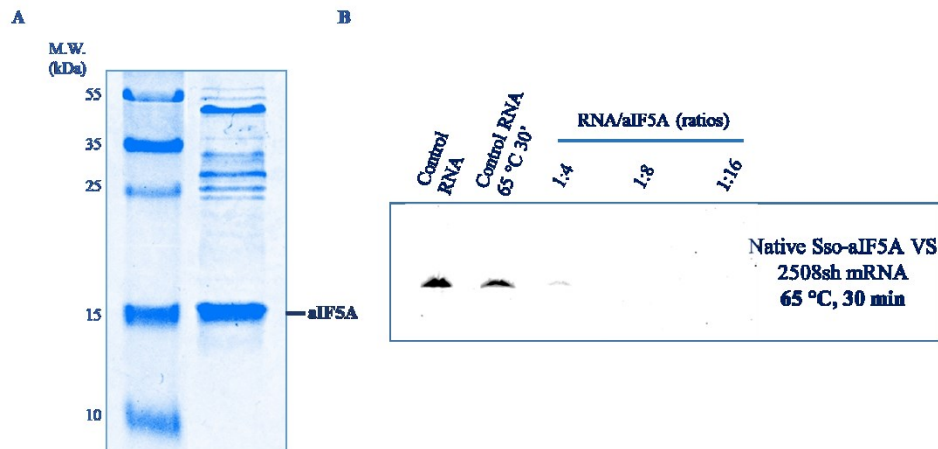 A
M.W.
(kDa)
55
35
25
15
10
aIF5A
B
Control
RNA
Control RNA
65 °C 30'
RNA/aIF5A (ratios)
1:4
1:8
1:16
Native Sso-aIF5A VS
2508sh mRNA
65 °C, 30 min